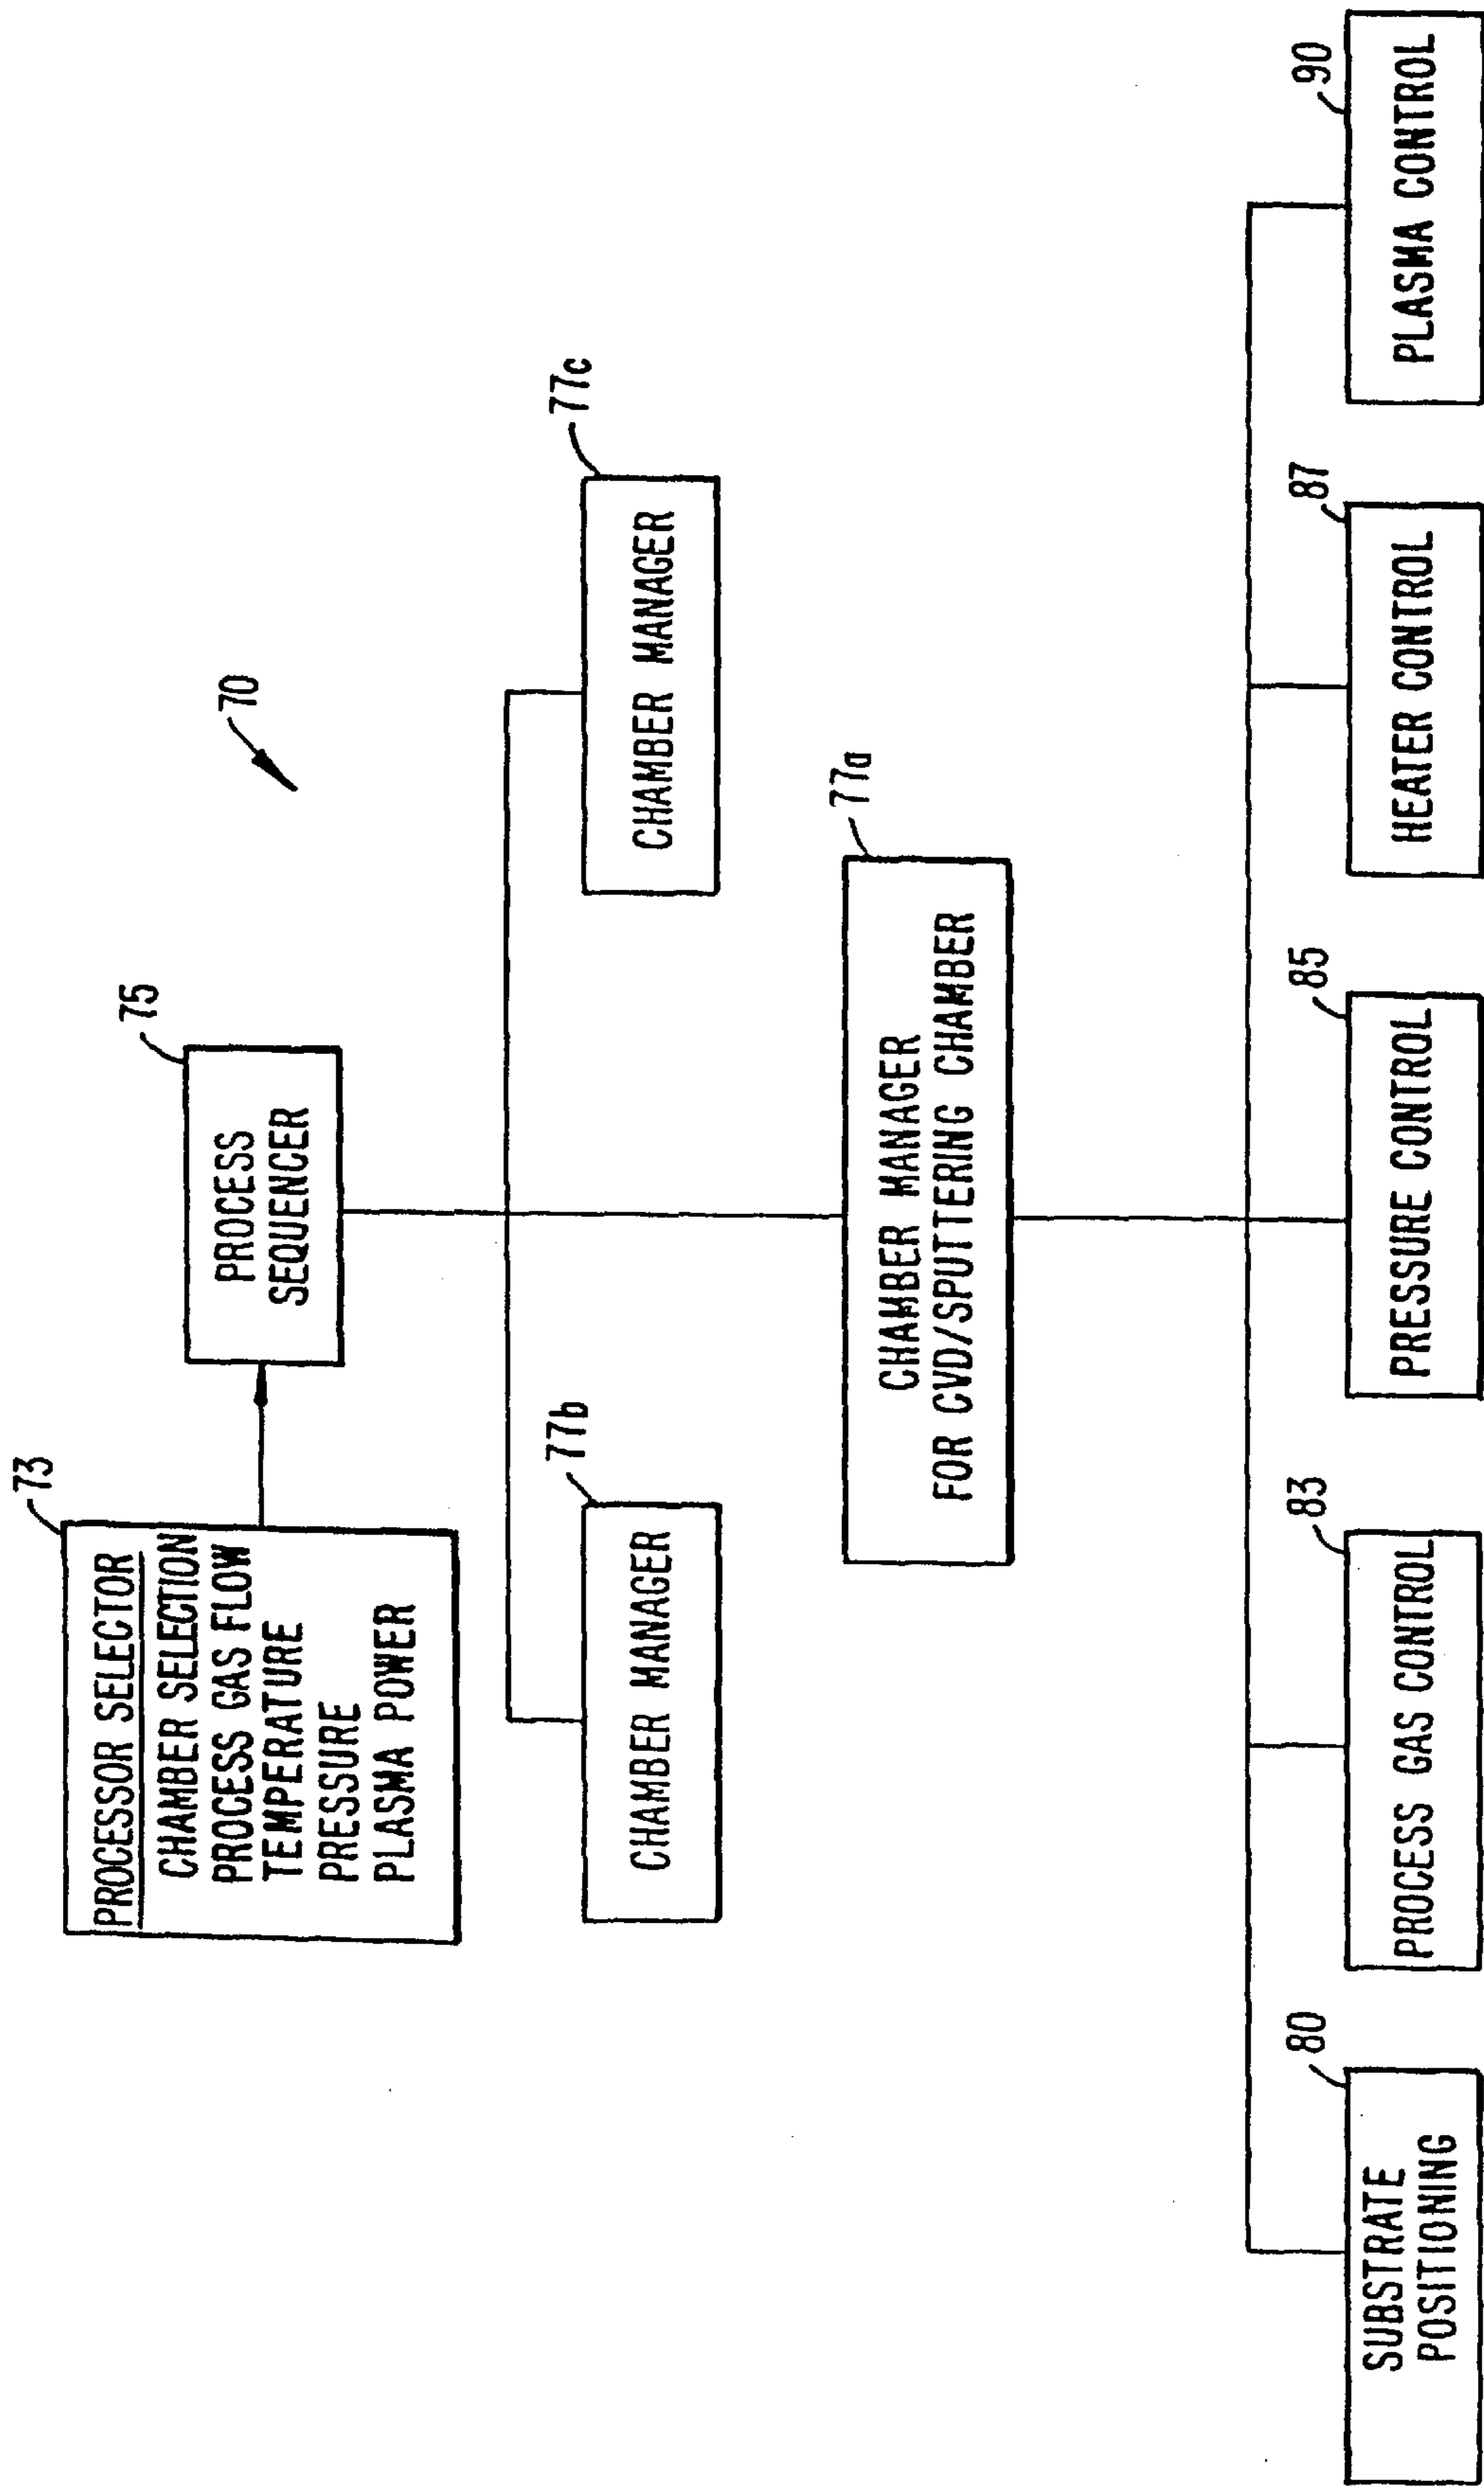 70
73
PROCESSOR SELECTOR
CHAMBER SELECTION
PROCESS GAS FLOW
TEMPERATURE
PRESSURE
PLASMA POWER
75
PROCESS
SEQUENCER
77b
CHAMBER MANAGER
77c
CHAMBER MANAGER
77a
CHAMBER MANAGER
FOR CVD/SPUTTERING CHAMBER
80
SUBSTRATE
POSITIONING
83
PROCESS GAS CONTROL
85
PRESSURE CONTROL
87
HEATER CONTROL
90
PLASMA CONTROL